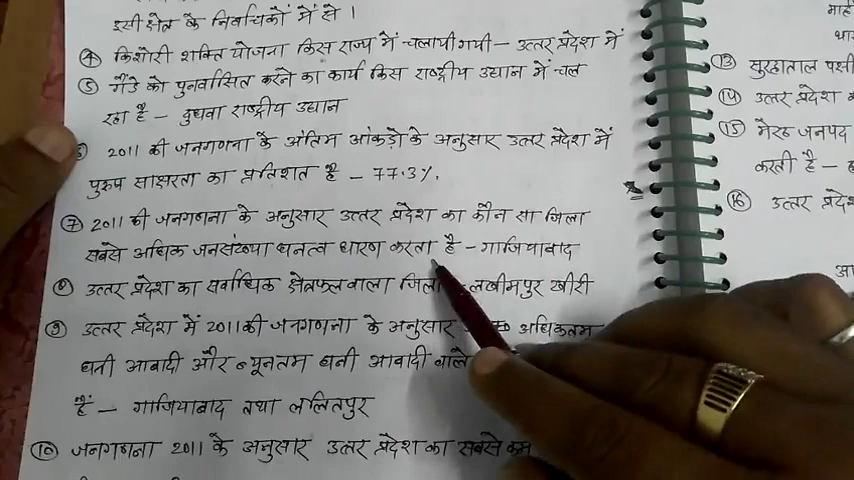 इसी क्षेत्र के निर्वाचकों में से ।
④ किशोरी शक्ति योजना किस राज्य में चलायी गयी - उत्तर प्रदेश में
⑤ गैंडे को पुनर्वासित करने का कार्य किस राष्ट्रीय उद्यान में चल
रहा है - दुधवा राष्ट्रीय उद्यान
2011 की जनगणना के अंतिम आंकड़ो के अनुसार उत्तर प्रदेश में
पुरुष साक्षरता का प्रतिशत है - 77.3%.
⑦ 2011 की जनगणना के अनुसार उत्तर प्रदेश का कौन सा जिला
सबसे अधिक जनसंख्या घनत्व धारण करता है - गाजियाबाद
⑧ उत्तर प्रदेश का सर्वाधिक क्षेत्रफल वाला जिला लखीमपुर खीरी
⑨ उत्तर प्रदेश में 2011 की जनगणना के अनुसार अधिकतम
घनी आबादी और न्यूनतम घनी आबादी वाले
हैं - गाजियाबाद तथा ललितपुर
⑩ जनगणना 2011 के अनुसार उत्तर प्रदेश का सबसे कम
⑬ सुरहाताल पक्षी
⑭ उत्तर प्रदेश
⑮ मेरठ जनपद
करती है -
⑯ उत्तर प्रदेश